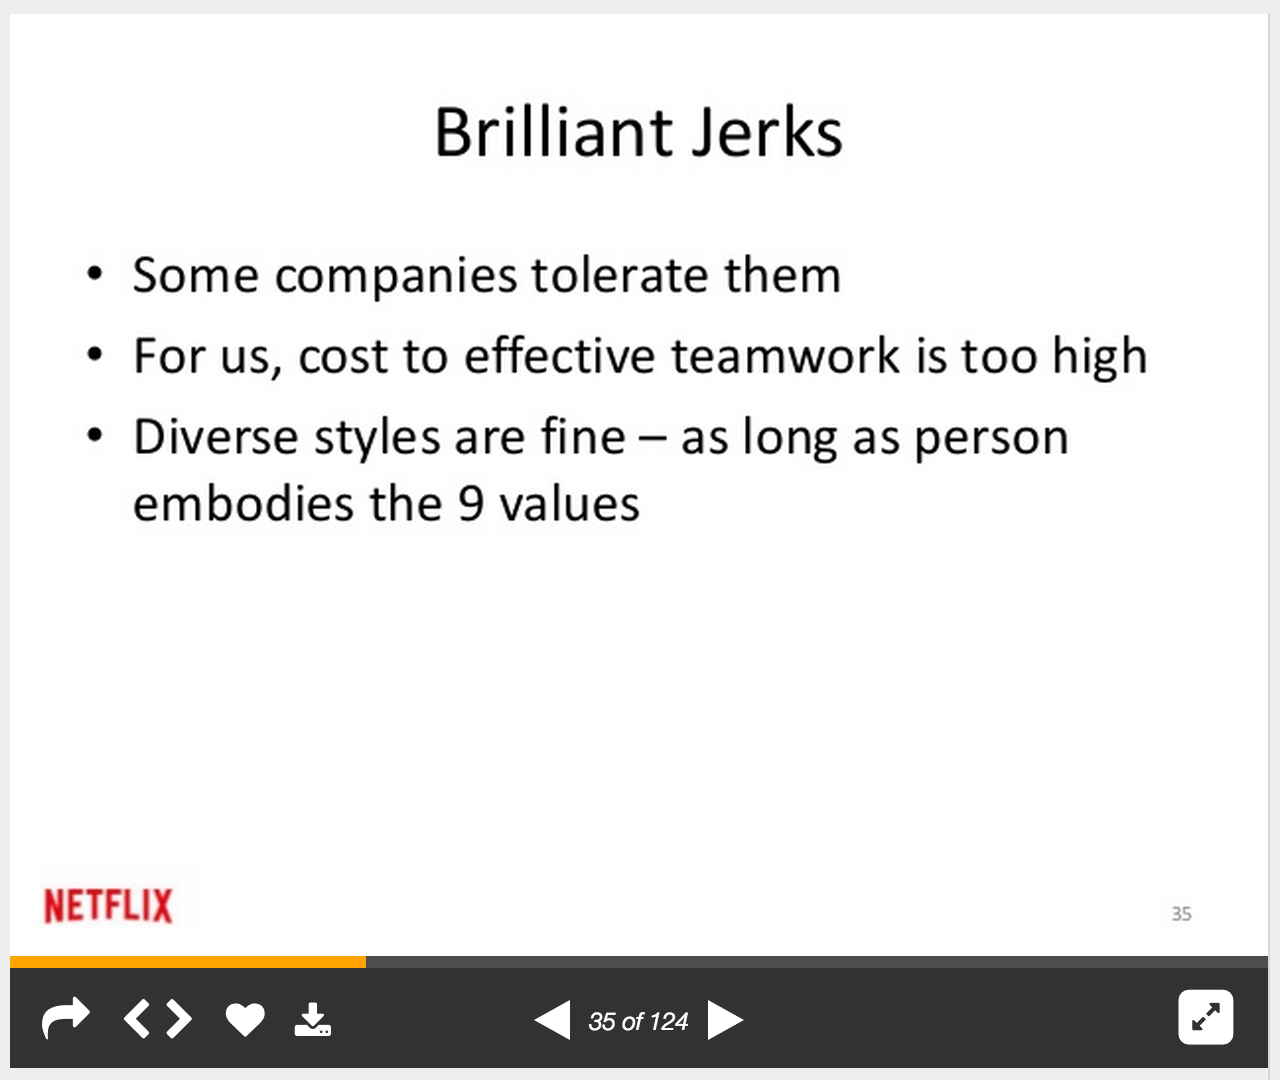 Brilliant Jerks
• Some companies tolerate them
• For us, cost to effective teamwork is too high
• Diverse styles are fine – as long as person
embodies the 9 values
NETFLIX
35
35 of 124